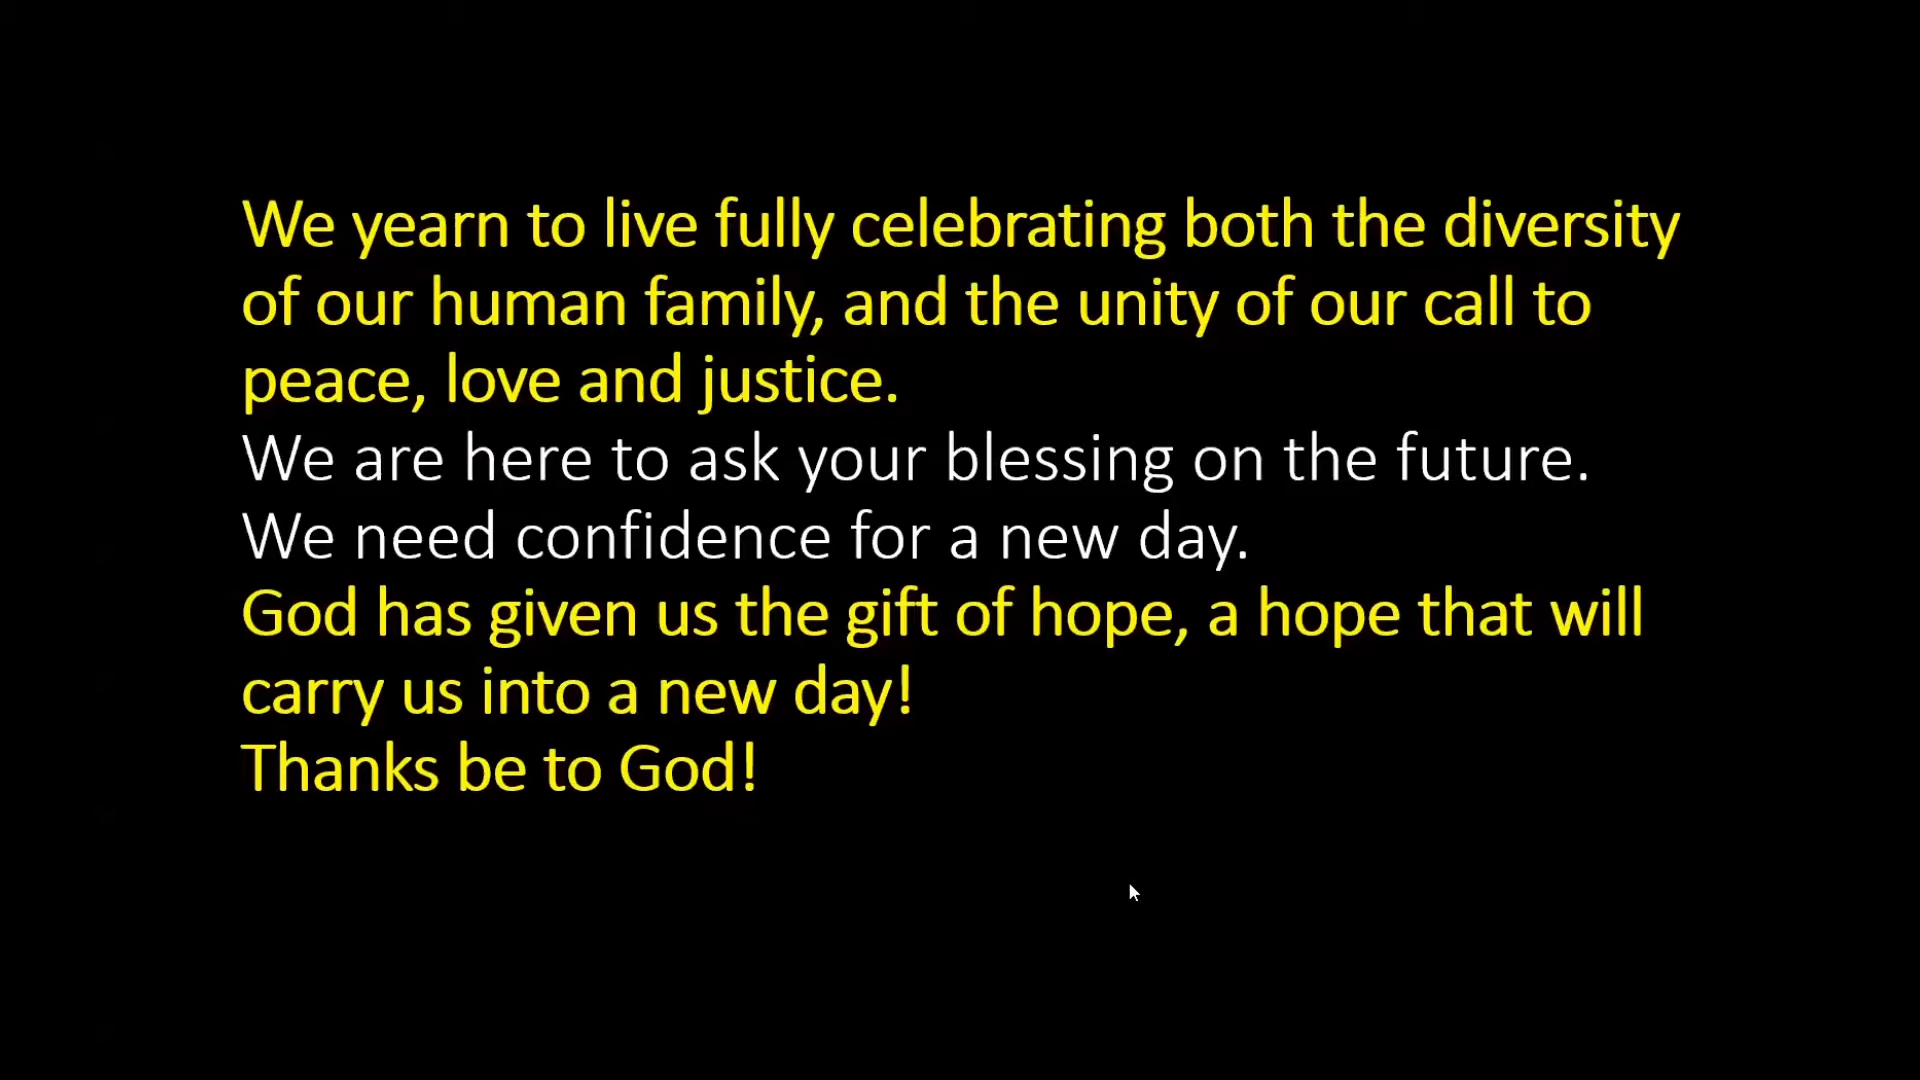 We yearn to live fully celebrating both the diversity
of our human family, and the unity of our call to
peace, love and justice.
We are here to ask your blessing on the future.
We need confidence for a new day.
God has given us the gift of hope, a hope that will
carry us into a new day!
Thanks be to God!